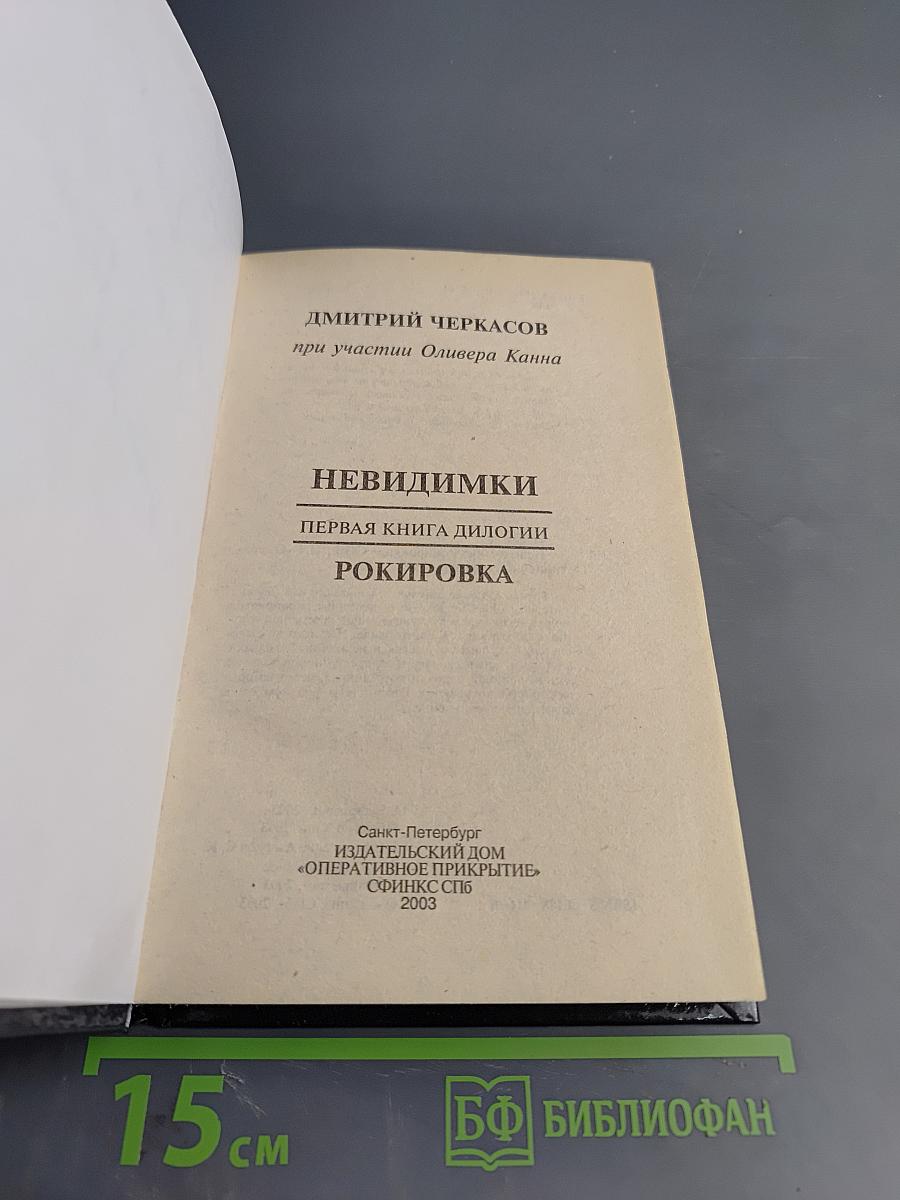 ДМИТРИЙ ЧЕРКАСОВ
при участии Оливера Канна
НЕВИДИМКИ
ПЕРВАЯ КНИГА ДИЛОГИИ
РОКИРОВКА
Санкт-Петербург
ИЗДАТЕЛЬСКИЙ ДОМ
«ОПЕРАТИВНОЕ ПРИКРЫТИЕ»
СФИНКС СПб
2003
15 см
БФ БИБЛИОФАН